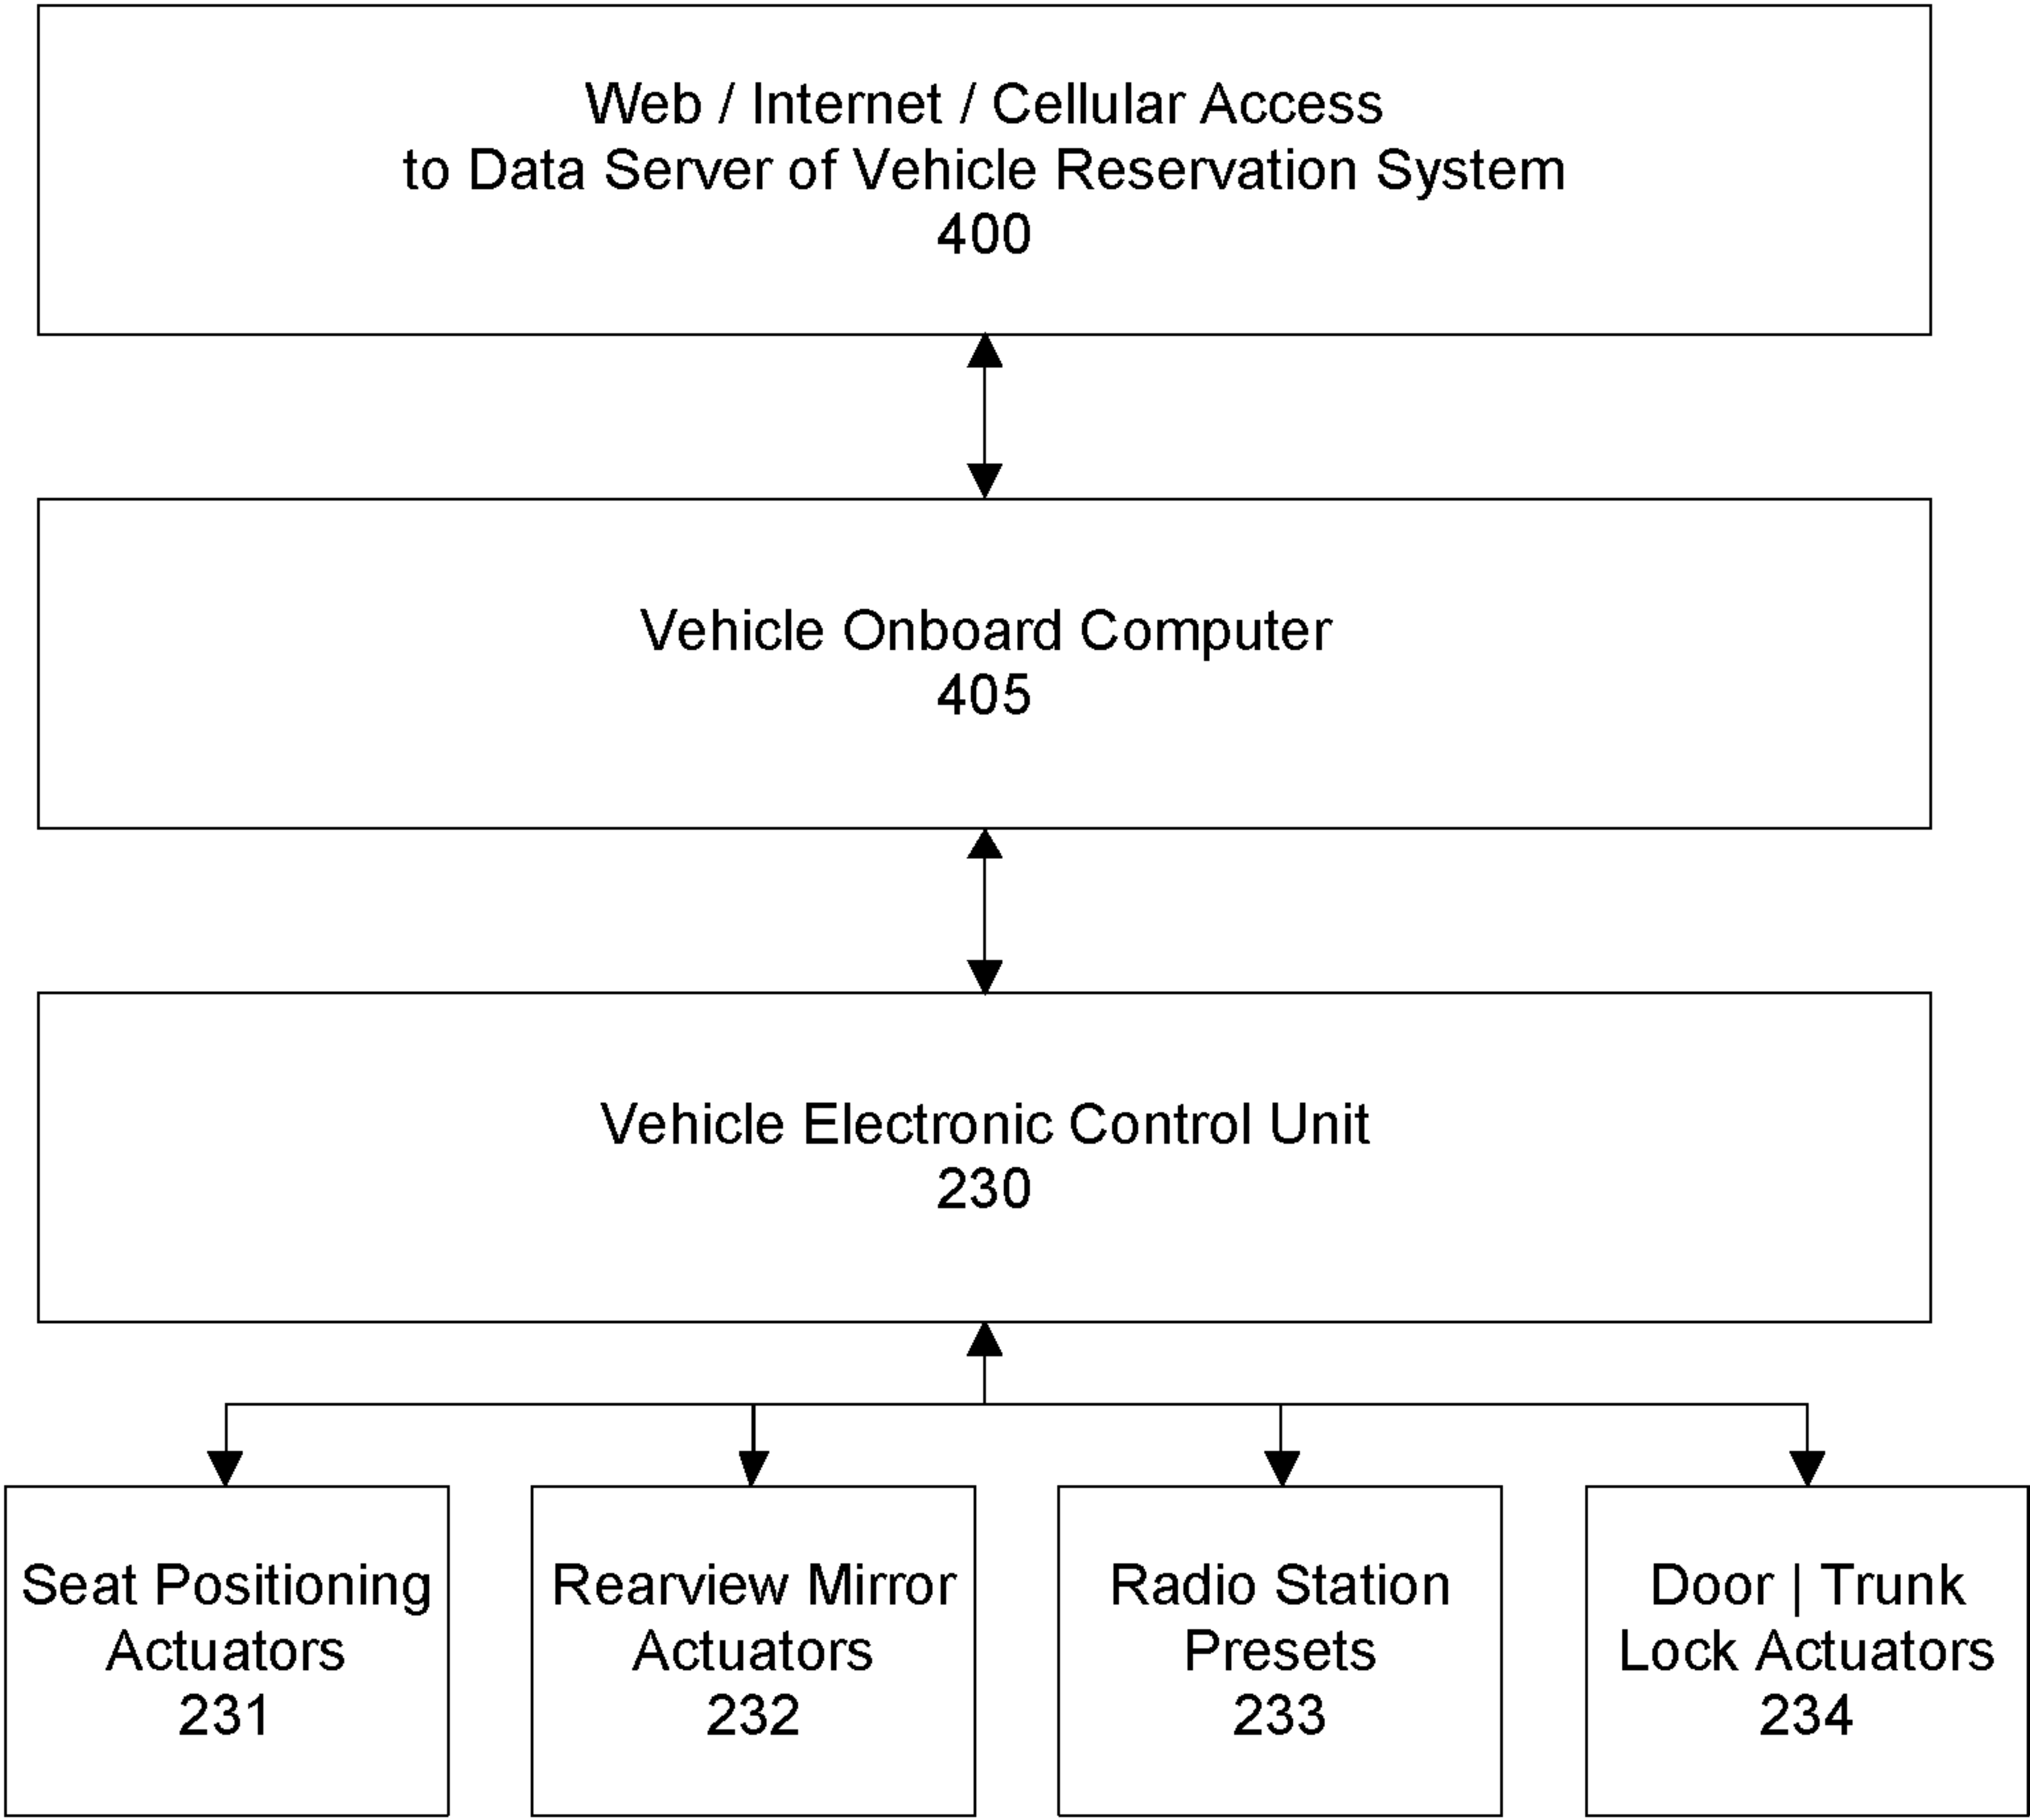 Web / Internet / Cellular Access
to Data Server of Vehicle Reservation System
400
Vehicle Onboard Computer
405
Vehicle Electronic Control Unit
230
Seat Positioning
Actuators
231
Rearview Mirror
Actuators
232
Radio Station
Presets
233
Door | Trunk
Lock Actuators
234